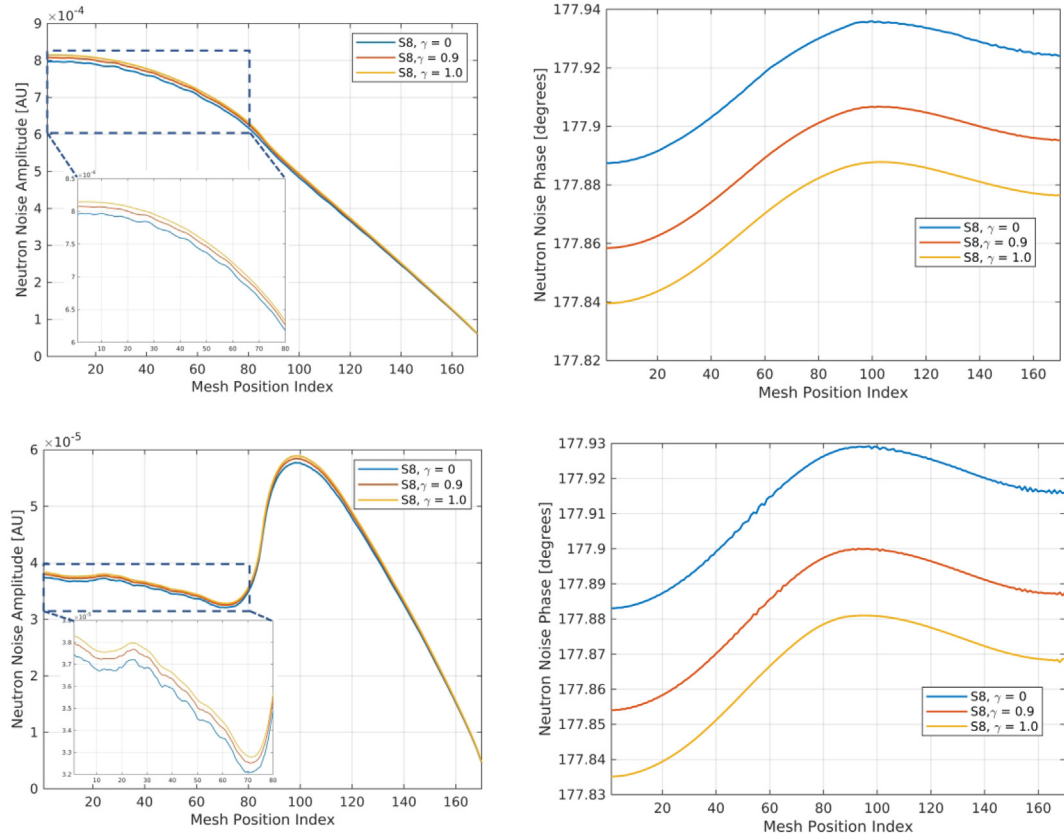 ×10⁻⁴
9
8
7
6
5
4
3
2
1
0
Neutron Noise Amplitude [AU]
S8, γ = 0
S8,γ = 0.9
S8, γ = 1.0
×10⁻⁴
8.5
8
7.5
7
6.5
6
10 20 30 40 50 60 70 80
20 40 60 80 100 120 140 160
Mesh Position Index
177.94
177.92
177.9
177.88
177.86
177.84
177.82
Neutron Noise Phase [degrees]
S8, γ = 0
S8,γ = 0.9
S8, γ = 1.0
20 40 60 80 100 120 140 160
Mesh Position Index
×10⁻⁵
6
5
4
3
2
1
0
Neutron Noise Amplitude [AU]
S8, γ = 0
S8,γ = 0.9
S8, γ = 1.0
×10⁻⁵
3.8
3.7
3.6
3.5
3.4
3.3
3.2
10 20 30 40 50 60 70 80
20 40 60 80 100 120 140 160
Mesh Position Index
177.93
177.92
177.91
177.9
177.89
177.88
177.87
177.86
177.85
177.84
177.83
Neutron Noise Phase [degrees]
S8, γ = 0
S8,γ = 0.9
S8, γ = 1.0
20 40 60 80 100 120 140 160
Mesh Position Index